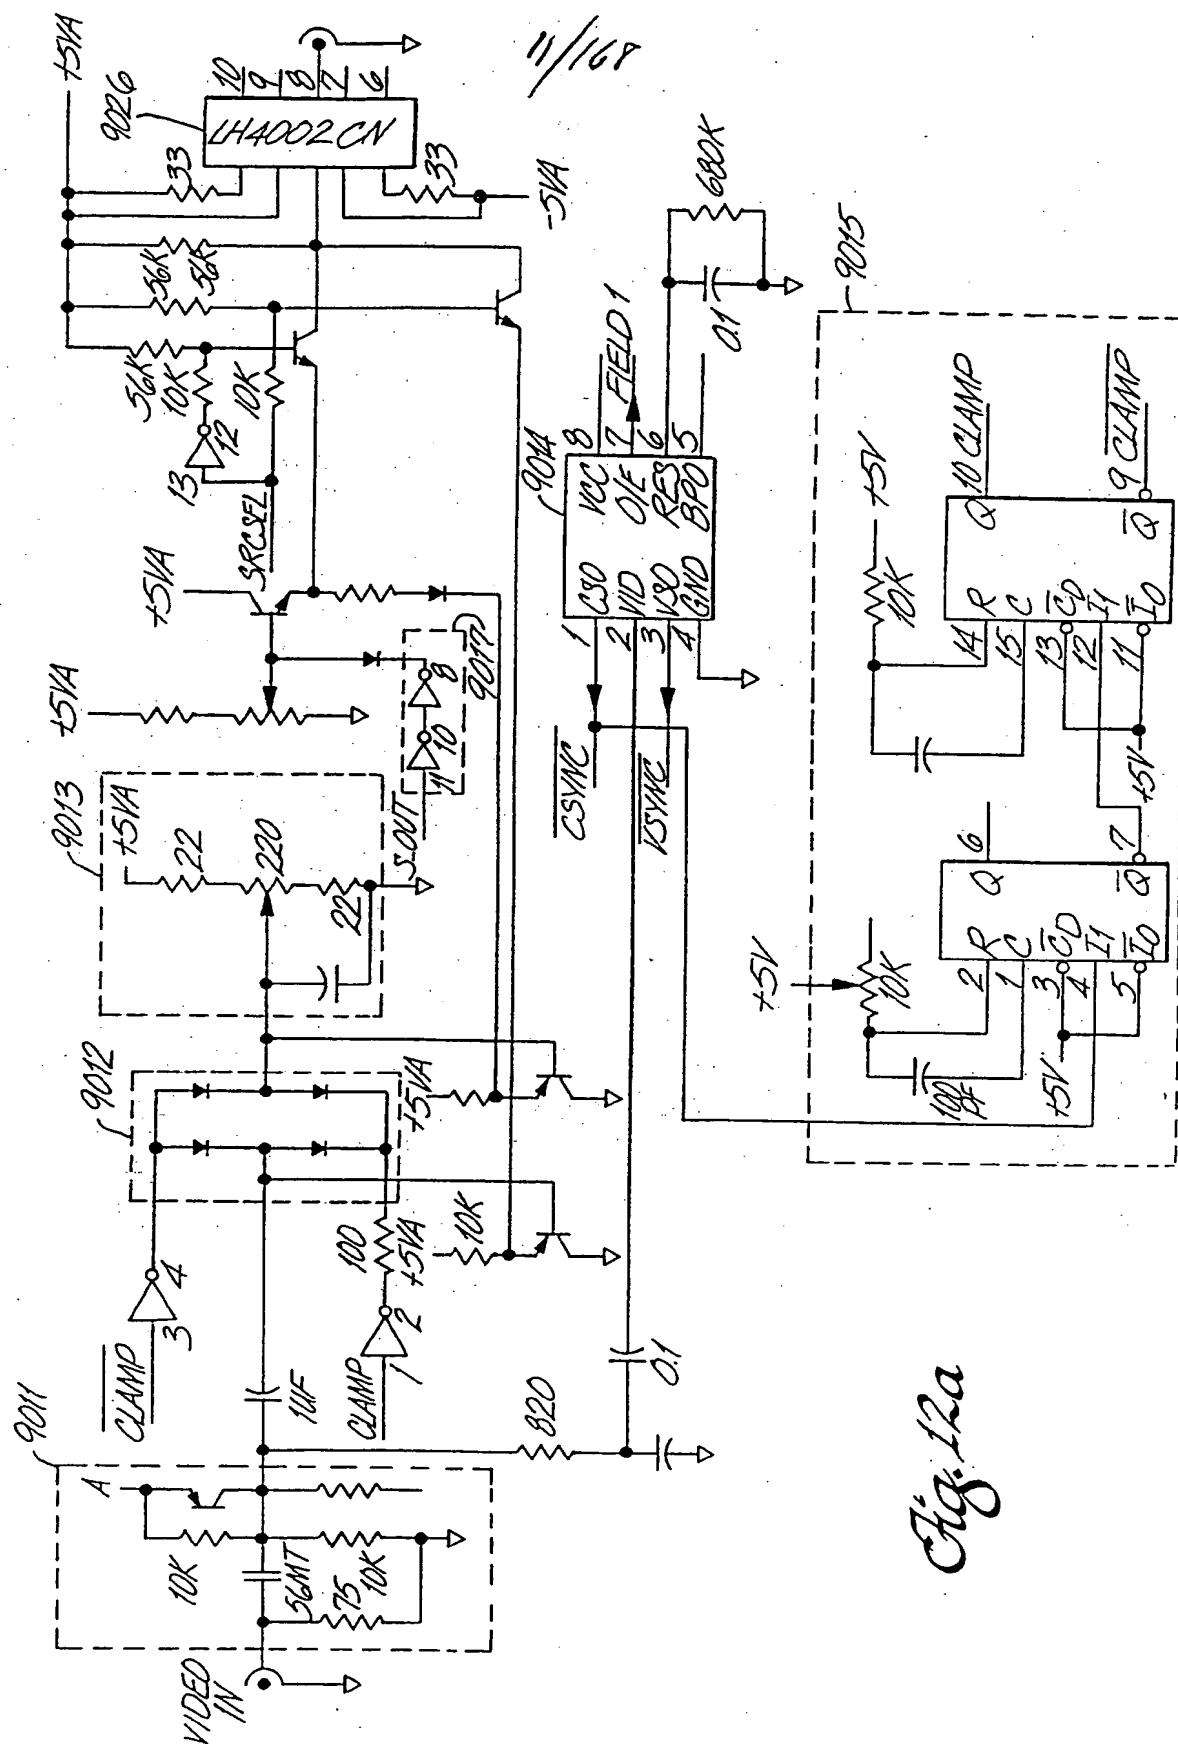 11/168
+5VA
9026
33
10
9
8
7
6
LH4002CN
33
-5VA
56K
56K
56K
10K
10K
13
12
SRCSEL
+5VA
+5VA
8
10
11
9017
S.OUT
9013
+5VA
22
220
22
9012
+5VA
10K
+5VA
100
4
3
CLAMP
CLAMP
1
2
1UF
9011
A
10K
56MT
75
10K
VIDEO
IN
820
0.1
9014
8
7
6
5
FIELD 1
VCC
O/E
RES
BPO
CSO
VID
VSO
GND
1
2
3
4
CSYNC
VSYNC
680K
0.1
9015
+5V
10K
10 CLAMP
9 CLAMP
Q
Q
R
C
CD
I1
I0
14
15
13
12
11
+5V
+5V
10K
100
PF
6
7
Q
Q
R
C
CD
I1
I0
2
1
3
4
5
+5V
Fig. 12a